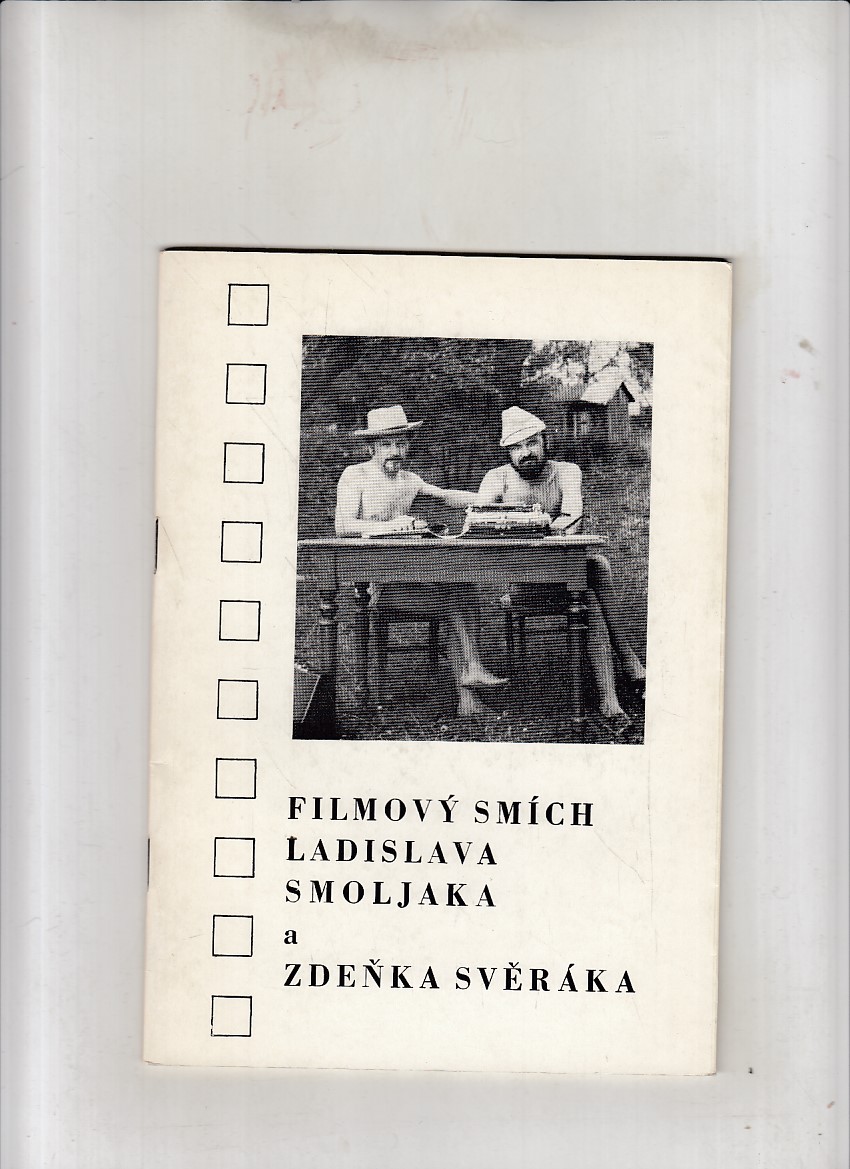 FILMOVÝ SMÍCH
LADISLAVA
SMOLJAKA
a
ZDEŇKA SVĚRÁKA